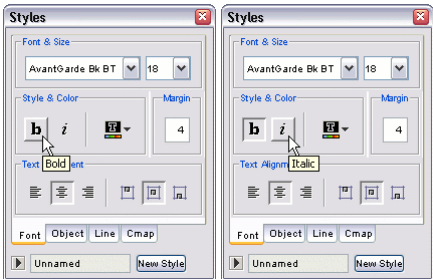 Styles
Font & Size
AvantGarde Bk BT 18
Style & Color Margin
b i T 4
Bold
Text ent
Font Object Line Cmap
Unnamed New Style
Styles
Font & Size
AvantGarde Bk BT 18
Style & Color Margin
b i T 4
Italic
Text Alignm
Font Object Line Cmap
Unnamed New Style